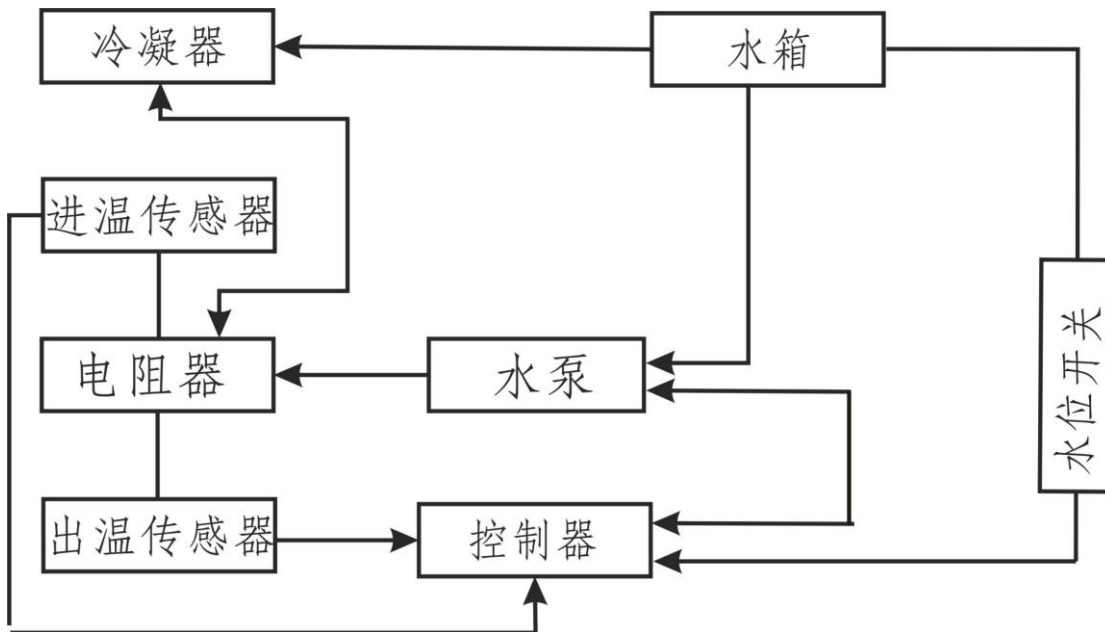 冷凝器
水箱
进温传感器
电阻器
水泵
水位开关
出温传感器
控制器